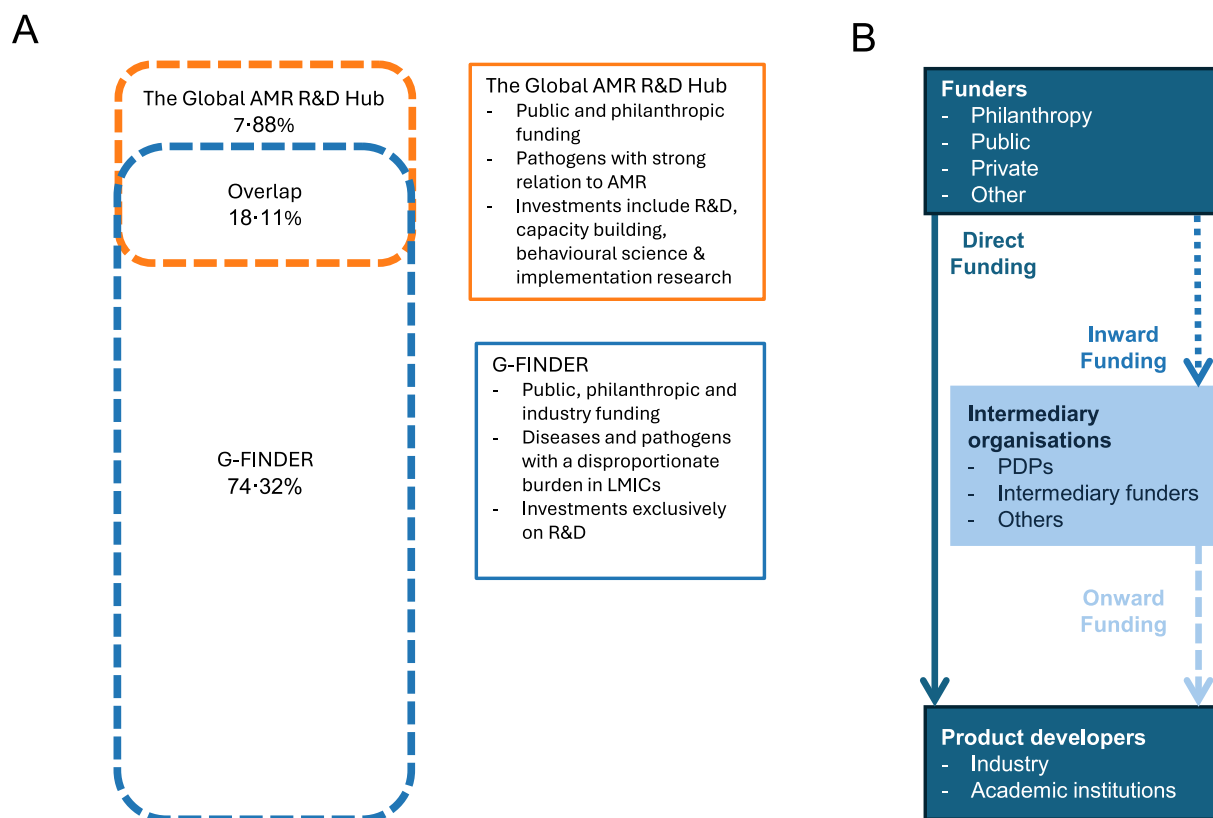 A
The Global AMR R&D Hub
7·88%
Overlap
18·11%
G-FINDER
74·32%
The Global AMR R&D Hub
- Public and philanthropic
funding
- Pathogens with strong
relation to AMR
- Investments include R&D,
capacity building,
behavioural science &
implementation research
G-FINDER
- Public, philanthropic and
industry funding
- Diseases and pathogens
with a disproportionate
burden in LMICs
- Investments exclusively
on R&D
B
Funders
- Philanthropy
- Public
- Private
- Other
Direct
Funding
Inward
Funding
Intermediary
organisations
- PDPs
- Intermediary funders
- Others
Onward
Funding
Product developers
- Industry
- Academic institutions